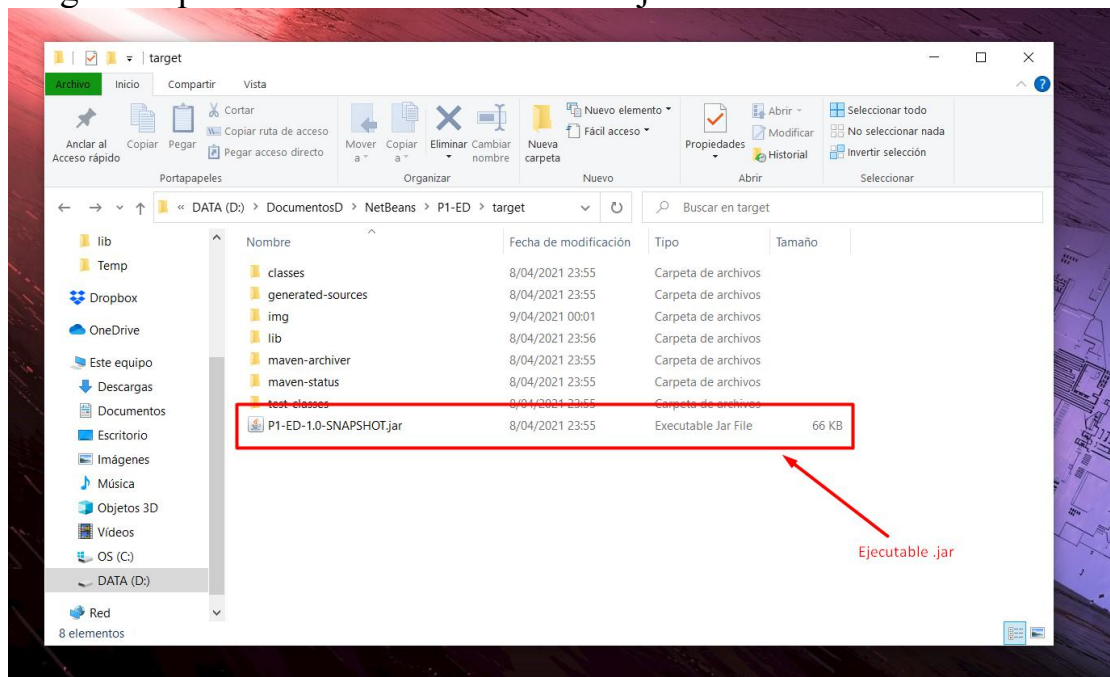 target
Archivo Inicio Compartir Vista
Anclar al Acceso rápido
Copiar
Pegar
Cortar
Copiar ruta de acceso
Pegar acceso directo
Portapapeles
Mover a
Copiar a
Eliminar
Cambiar nombre
Organizar
Nueva carpeta
Nuevo elemento
Fácil acceso
Nuevo
Propiedades
Abrir
Modificar
Historial
Abrir
Seleccionar todo
No seleccionar nada
Invertir selección
Seleccionar
« DATA (D:) > DocumentosD > NetBeans > P1-ED > target
Buscar en target
lib
Temp
Dropbox
OneDrive
Este equipo
Descargas
Documentos
Escritorio
Imágenes
Música
Objetos 3D
Vídeos
OS (C:)
DATA (D:)
Red
Nombre Fecha de modificación Tipo Tamaño
classes 8/04/2021 23:55 Carpeta de archivos
generated-sources 8/04/2021 23:55 Carpeta de archivos
img 9/04/2021 00:01 Carpeta de archivos
lib 8/04/2021 23:56 Carpeta de archivos
maven-archiver 8/04/2021 23:55 Carpeta de archivos
maven-status 8/04/2021 23:55 Carpeta de archivos
test-classes 8/04/2021 23:55 Carpeta de archivos
P1-ED-1.0-SNAPSHOT.jar 8/04/2021 23:55 Executable Jar File 66 KB
Ejecutable .jar
8 elementos